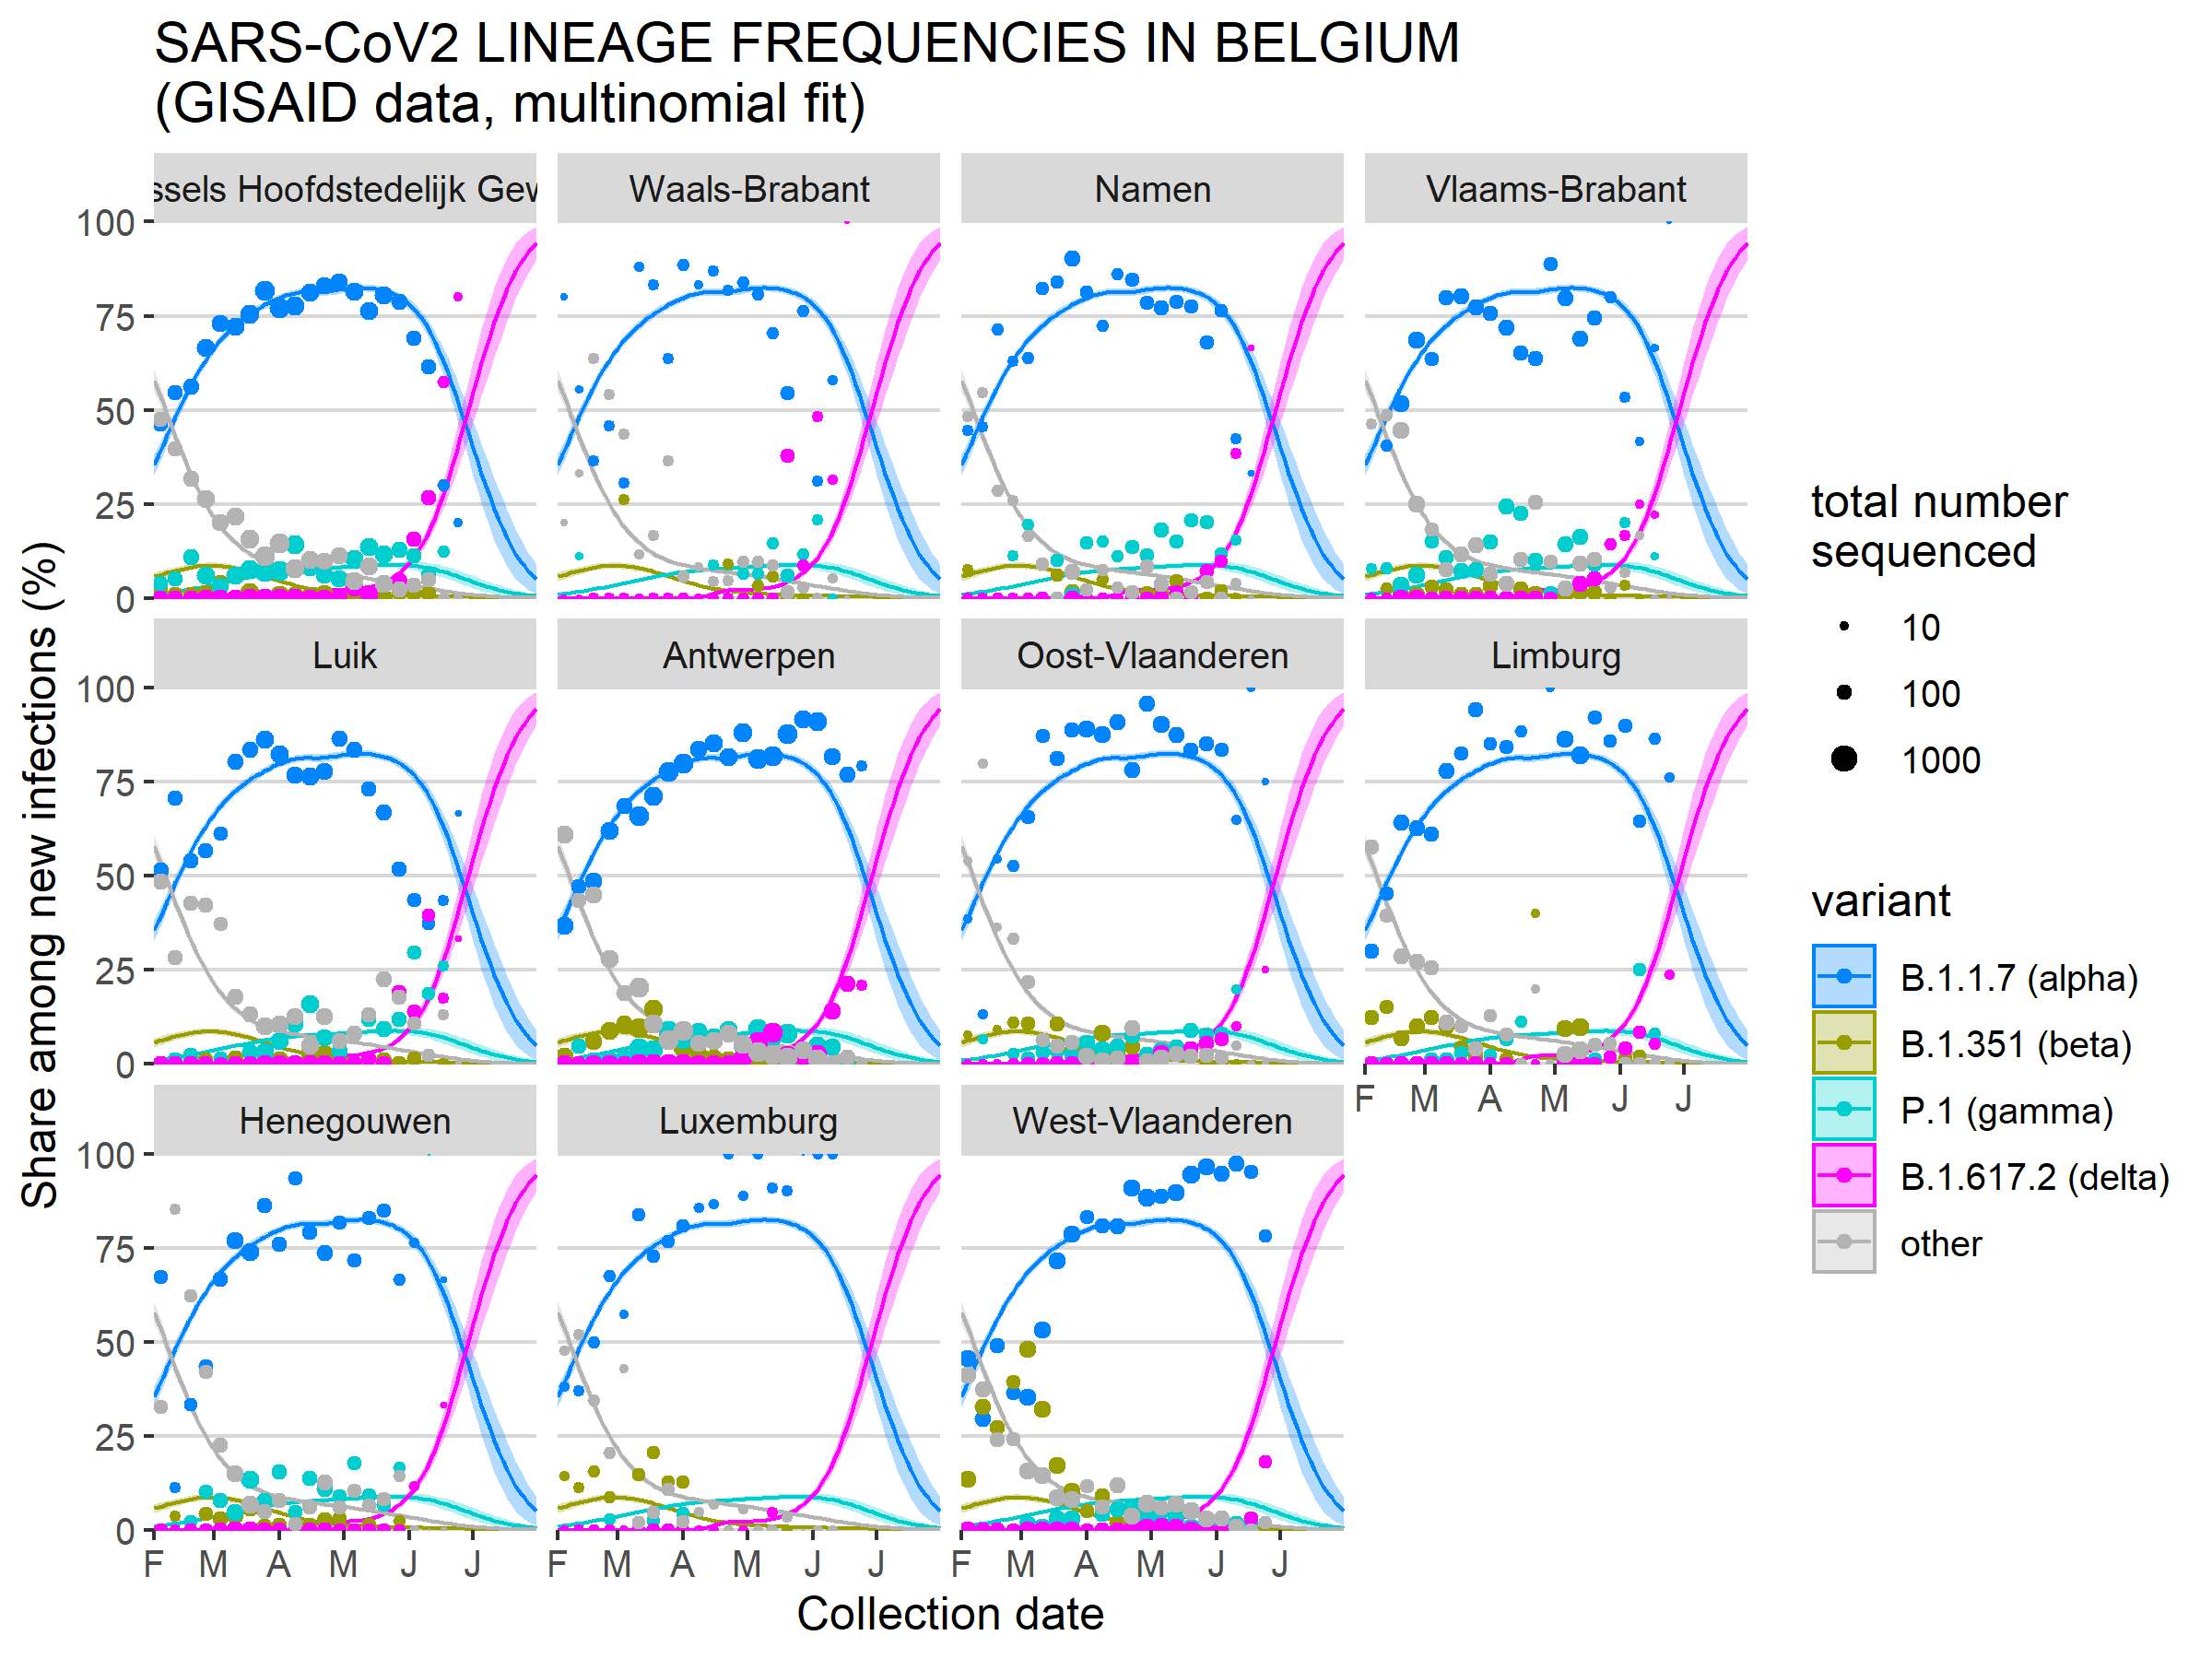 SARS-CoV2 LINEAGE FREQUENCIES IN BELGIUM
(GISAID data, multinomial fit)
ssels Hoofdstedelijk Gew
Waals-Brabant
Namen
Vlaams-Brabant
100
75
50
25
0
Luik
Antwerpen
Oost-Vlaanderen
Limburg
100
75
50
25
0
F M A M J J
Henegouwen
Luxemburg
West-Vlaanderen
100
75
50
25
0
F M A M J J
F M A M J J
F M A M J J
Collection date
Share among new infections (%)
total number
sequenced
10
100
1000
variant
B.1.1.7 (alpha)
B.1.351 (beta)
P.1 (gamma)
B.1.617.2 (delta)
other